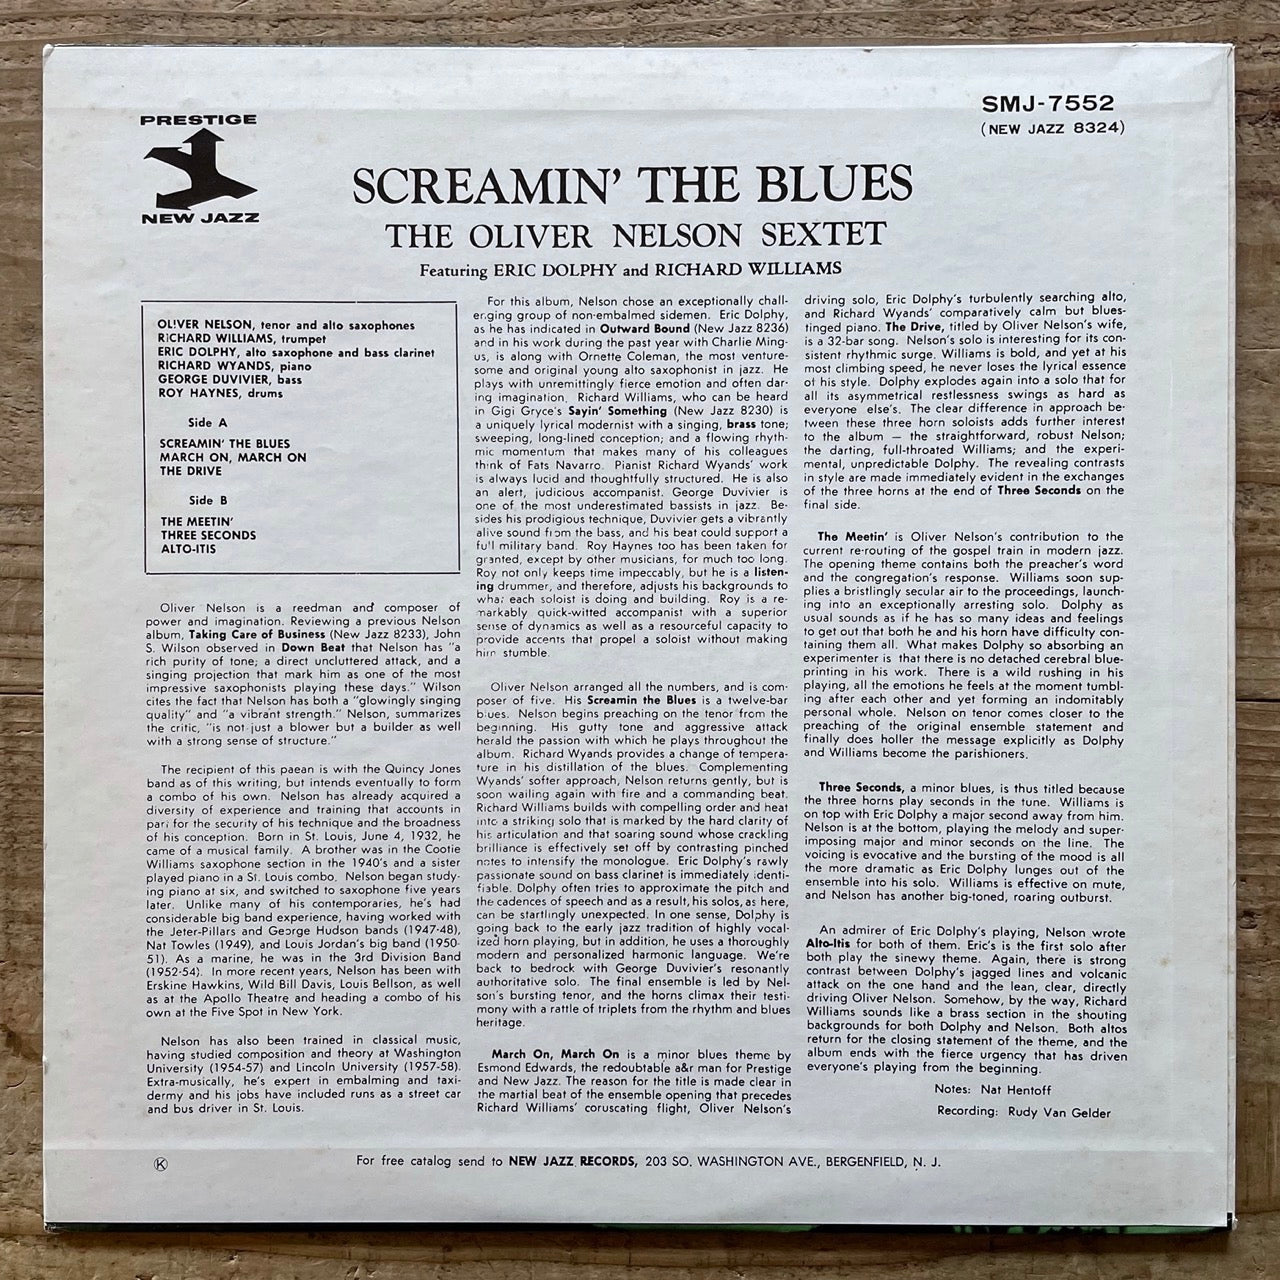 PRESTIGE
NEW JAZZ
SMJ-7552
(NEW JAZZ 8324)
SCREAMIN' THE BLUES
THE OLIVER NELSON SEXTET
Featuring ERIC DOLPHY and RICHARD WILLIAMS
OLIVER NELSON, tenor and alto saxophones
RICHARD WILLIAMS, trumpet
ERIC DOLPHY, alto saxophone and bass clarinet
RICHARD WYANDS, piano
GEORGE DUVIVIER, bass
ROY HAYNES, drums
Side A
SCREAMIN' THE BLUES
MARCH ON, MARCH ON
THE DRIVE
Side B
THE MEETIN'
THREE SECONDS
ALTO-ITIS
Oliver Nelson is a reedman and composer of
power and imagination. Reviewing a previous Nelson
album, Taking Care of Business (New Jazz 8233), John
S. Wilson observed in Down Beat that Nelson has "a
rich purity of tone; a direct uncluttered attack, and a
singing projection that mark him as one of the most
impressive saxophonists playing these days." Wilson
cites the fact that Nelson has both a "glowingly singing
quality" and "a vibrant strength." Nelson, summarizes
the critic, "is not just a blower but a builder as well
with a strong sense of structure."
The recipient of this paean is with the Quincy Jones
band as of this writing, but intends eventually to form
a combo of his own. Nelson has already acquired a
diversity of experience and training that accounts in
part for the security of his technique and the broadness
of his conception. Born in St. Louis, June 4, 1932, he
came of a musical family. A brother was in the Cootie
Williams saxophone section in the 1940's and a sister
played piano in a St. Louis combo. Nelson began study-
ing piano at six, and switched to saxophone five years
later. Unlike many of his contemporaries, he's had
considerable big band experience, having worked with
the Jeter-Pillars and George Hudson bands (1947-48),
Nat Towles (1949), and Louis Jordan's big band (1950-
51). As a marine, he was in the 3rd Division Band
(1952-54). In more recent years, Nelson has been with
Erskine Hawkins, Wild Bill Davis, Louis Bellson, as well
as at the Apollo Theatre and heading a combo of his
own at the Five Spot in New York.
Nelson has also been trained in classical music,
having studied composition and theory at Washington
University (1954-57) and Lincoln University (1957-58).
Extra-musically, he's expert in embalming and taxi-
dermy and his jobs have included runs as a street car
and bus driver in St. Louis.
For this album, Nelson chose an exceptionally chall-
enging group of non-embalmed sidemen. Eric Dolphy,
as he has indicated in Outward Bound (New Jazz 8236)
and in his work during the past year with Charlie Ming-
us, is along with Ornette Coleman, the most venture-
some and original young alto saxophonist in jazz. He
plays with unremittingly fierce emotion and often dar-
ing imagination. Richard Williams, who can be heard
in Gigi Gryce's Sayin' Something (New Jazz 8230) is
a uniquely lyrical modernist with a singing, brass tone;
sweeping, long-lined conception; and a flowing rhyth-
mic momentum that makes many of his colleagues
think of Fats Navarro. Pianist Richard Wyands' work
is always lucid and thoughtfully structured. He is also
an alert, judicious accompanist. George Duvivier is
one of the most underestimated bassists in jazz. Be-
sides his prodigious technique, Duvivier gets a vibrantly
alive sound from the bass, and his beat could support a
full military band. Roy Haynes too has been taken for
granted, except by other musicians, for much too long.
Roy not only keeps time impeccably, but he is a listen-
ing drummer, and therefore, adjusts his backgrounds to
what each soloist is doing and building. Roy is a re-
markably quick-witted accompanist with a superior
sense of dynamics as well as a resourceful capacity to
provide accents that propel a soloist without making
him stumble.
Oliver Nelson arranged all the numbers, and is com-
poser of five. His Screamin the Blues is a twelve-bar
blues. Nelson begins preaching on the tenor from the
beginning. His gutty tone and aggressive attack
herald the passion with which he plays throughout the
album. Richard Wyands provides a change of tempera-
ture in his distillation of the blues. Complementing
Wyands' softer approach, Nelson returns gently, but is
soon wailing again with fire and a commanding beat.
Richard Williams builds with compelling order and heat
into a striking solo that is marked by the hard clarity of
his articulation and that soaring sound whose crackling
brilliance is effectively set off by contrasting pinched
notes to intensify the monologue. Eric Dolphy's rawly
passionate sound on bass clarinet is immediately identi-
fiable. Dolphy often tries to approximate the pitch and
the cadences of speech and as a result, his solos, as here,
can be startlingly unexpected. In one sense, Dolphy is
going back to the early jazz tradition of highly vocal-
ized horn playing, but in addition, he uses a thoroughly
modern and personalized harmonic language. We're
back to bedrock with George Duvivier's resonantly
authoritative solo. The final ensemble is led by Nel-
son's bursting tenor, and the horns climax their testi-
mony with a rattle of triplets from the rhythm and blues
heritage.
March On, March On is a minor blues theme by
Esmond Edwards, the redoubtable a&r man for Prestige
and New Jazz. The reason for the title is made clear in
the martial beat of the ensemble opening that precedes
Richard Williams' coruscating flight, Oliver Nelson's
driving solo, Eric Dolphy's turbulently searching alto,
and Richard Wyands' comparatively calm but blues-
tinged piano. The Drive, titled by Oliver Nelson's wife,
is a 32-bar song. Nelson's solo is interesting for its con-
sistent rhythmic surge. Williams is bold, and yet at his
most climbing speed, he never loses the lyrical essence
of his style. Dolphy explodes again into a solo that for
all its asymmetrical restlessness swings as hard as
everyone else's. The clear difference in approach be-
tween these three horn soloists adds further interest
to the album — the straightforward, robust Nelson;
the darting, full-throated Williams; and the experi-
mental, unpredictable Dolphy. The revealing contrasts
in style are made immediately evident in the exchanges
of the three horns at the end of Three Seconds on the
final side.
The Meetin' is Oliver Nelson's contribution to the
current re-routing of the gospel train in modern jazz.
The opening theme contains both the preacher's word
and the congregation's response. Williams soon sup-
plies a bristlingly secular air to the proceedings, launch-
ing into an exceptionally arresting solo. Dolphy as
usual sounds as if he has so many ideas and feelings
to get out that both he and his horn have difficulty con-
taining them all. What makes Dolphy so absorbing an
experimenter is that there is no detached cerebral blue-
printing in his work. There is a wild rushing in his
playing, all the emotions he feels at the moment tumbl-
ing after each other and yet forming an indomitably
personal whole. Nelson on tenor comes closer to the
preaching of the original ensemble statement and
finally does holler the message explicitly as Dolphy
and Williams become the parishioners.
Three Seconds, a minor blues, is thus titled because
the three horns play seconds in the tune. Williams is
on top with Eric Dolphy a major second away from him.
Nelson is at the bottom, playing the melody and super-
imposing major and minor seconds on the line. The
voicing is evocative and the bursting of the mood is all
the more dramatic as Eric Dolphy lunges out of the
ensemble into his solo. Williams is effective on mute,
and Nelson has another big-toned, roaring outburst.
An admirer of Eric Dolphy's playing, Nelson wrote
Alto-Itis for both of them. Eric's is the first solo after
both play the sinewy theme. Again, there is strong
contrast between Dolphy's jagged lines and volcanic
attack on the one hand and the lean, clear, directly
driving Oliver Nelson. Somehow, by the way, Richard
Williams sounds like a brass section in the shouting
backgrounds for both Dolphy and Nelson. Both altos
return for the closing statement of the theme, and the
album ends with the fierce urgency that has driven
everyone's playing from the beginning.
Notes: Nat Hentoff
Recording: Rudy Van Gelder
Ⓚ
For free catalog send to NEW JAZZ RECORDS, 203 SO. WASHINGTON AVE., BERGENFIELD, N. J.